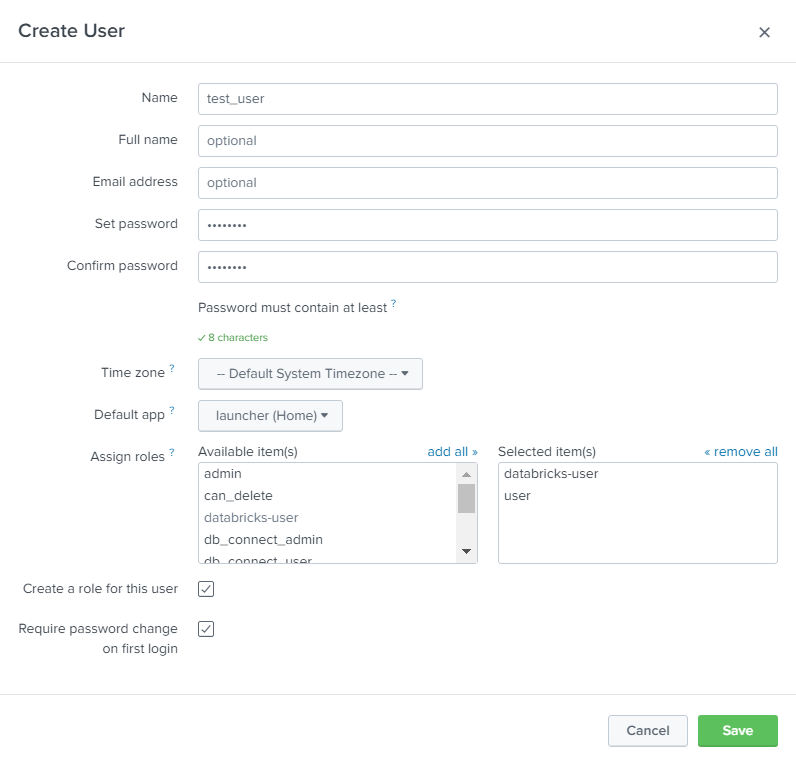 Create User
Name test_user
Full name optional
Email address optional
Set password ••••••••
Confirm password ••••••••
Password must contain at least ?
✓ 8 characters
Time zone ? -- Default System Timezone --
Default app ? launcher (Home)
Assign roles ? Available item(s) add all » Selected item(s) « remove all
admin
can_delete
databricks-user
db_connect_admin
db_connect_user
databricks-user
user
Create a role for this user
Require password change
on first login
Cancel Save